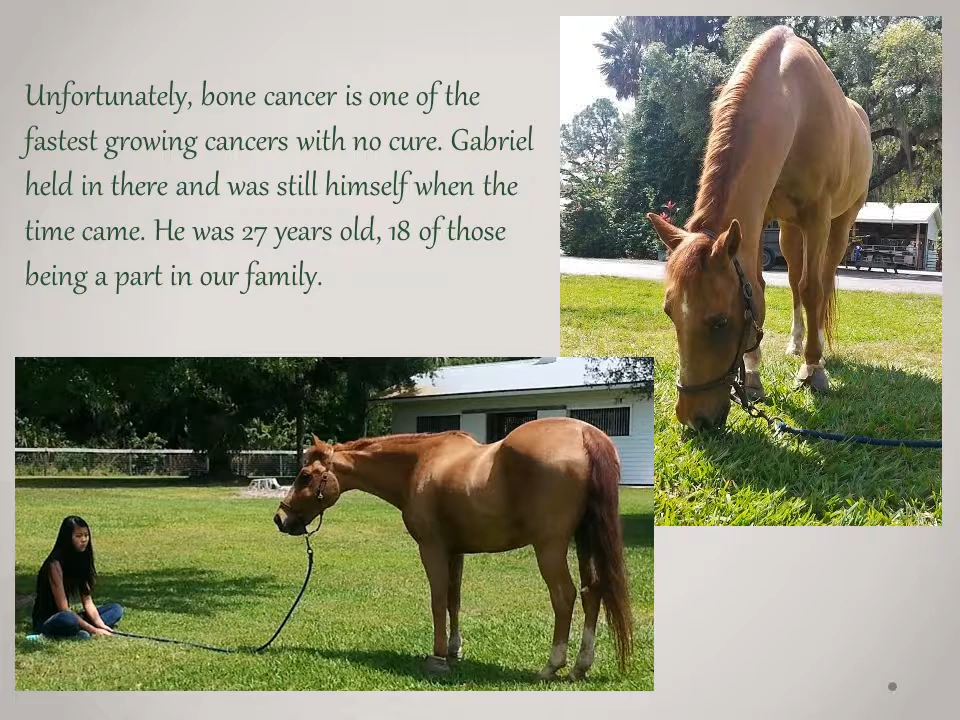 Unfortunately, bone cancer is one of the
fastest growing cancers with no cure. Gabriel
held in there and was still himself when the
time came. He was 27 years old, 18 of those
being a part in our family.